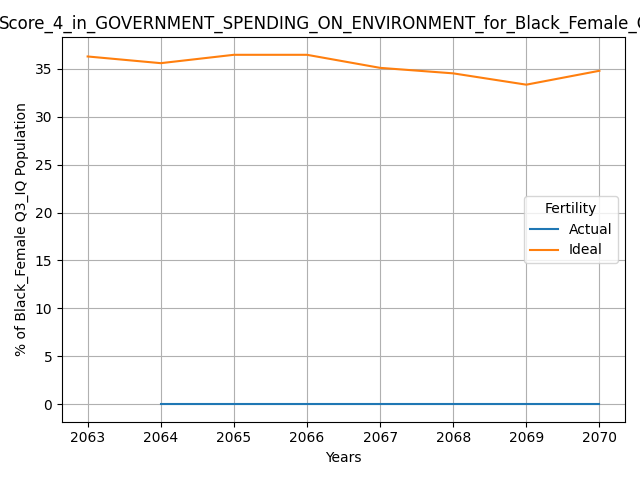 Score_4_in_GOVERNMENT_SPENDING_ON_ENVIRONMENT_for_Black_Female_
% of Black_Female Q3_IQ Population
35
30
25
20
15
10
5
0
Fertility
Actual
Ideal
2063 2064 2065 2066 2067 2068 2069 2070
Years